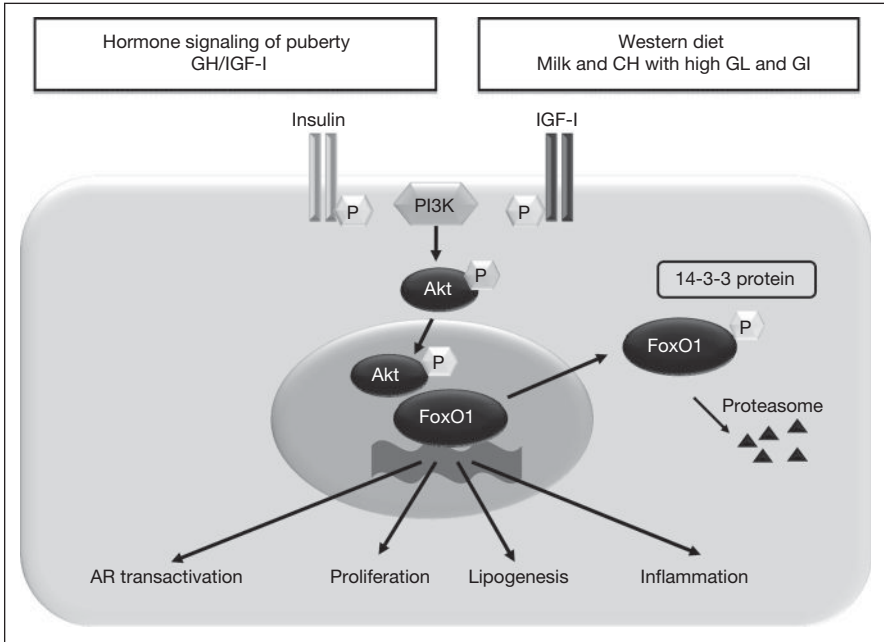 Hormone signaling of puberty
GH/IGF-I
Western diet
Milk and CH with high GL and GI
Insulin
IGF-I
P
PI3K
P
Akt
P
14-3-3 protein
FoxO1
P
Akt
P
FoxO1
Proteasome
AR transactivation
Proliferation
Lipogenesis
Inflammation